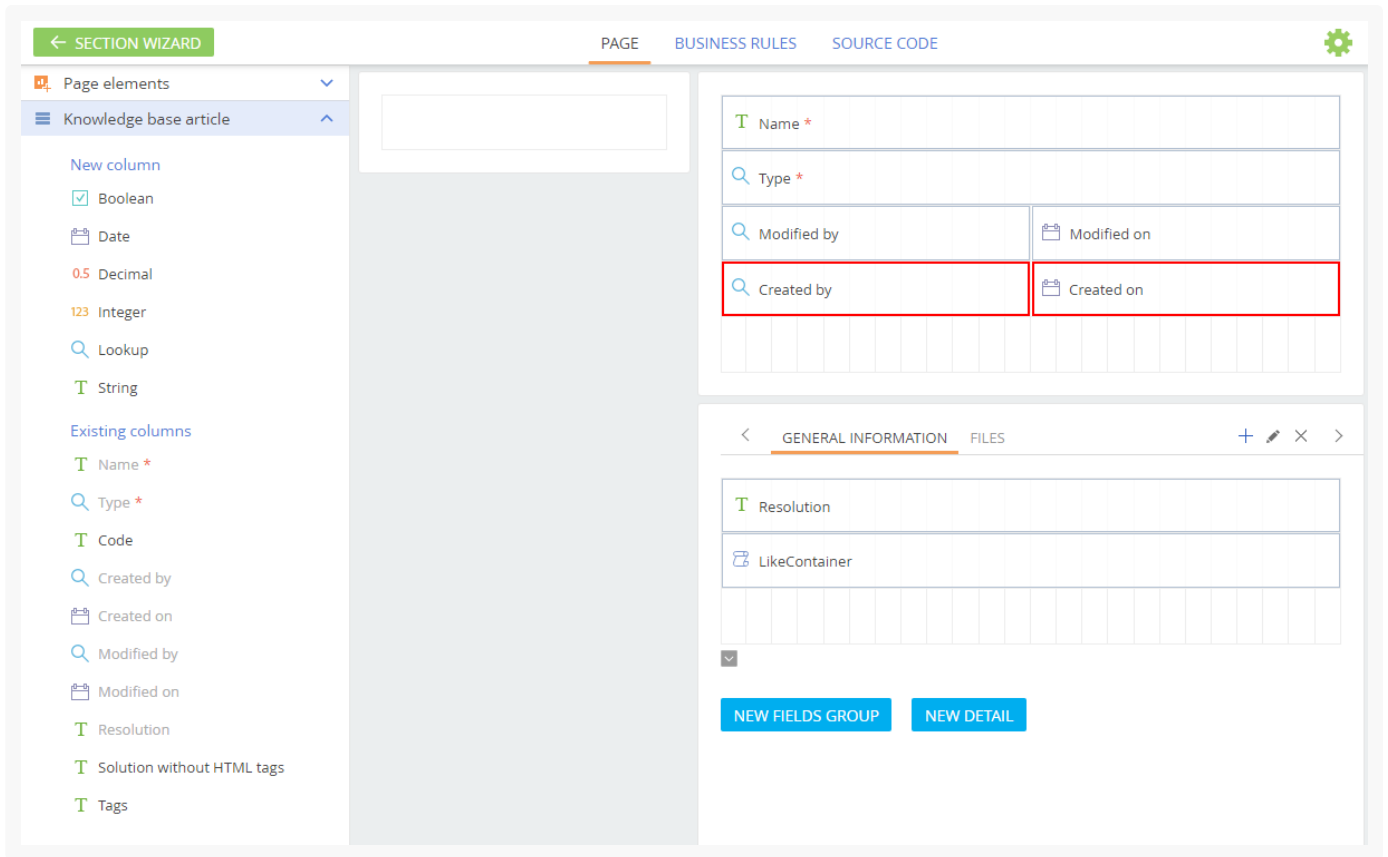 SECTION WIZARD
PAGE BUSINESS RULES SOURCE CODE
Page elements
Knowledge base article
New column
Boolean
Date
0.5 Decimal
123 Integer
Lookup
T String
Existing columns
T Name *
Type *
T Code
Created by
Created on
Modified by
Modified on
T Resolution
T Solution without HTML tags
T Tags
T Name *
Type *
Modified by Modified on
Created by Created on
GENERAL INFORMATION FILES
T Resolution
LikeContainer
NEW FIELDS GROUP NEW DETAIL